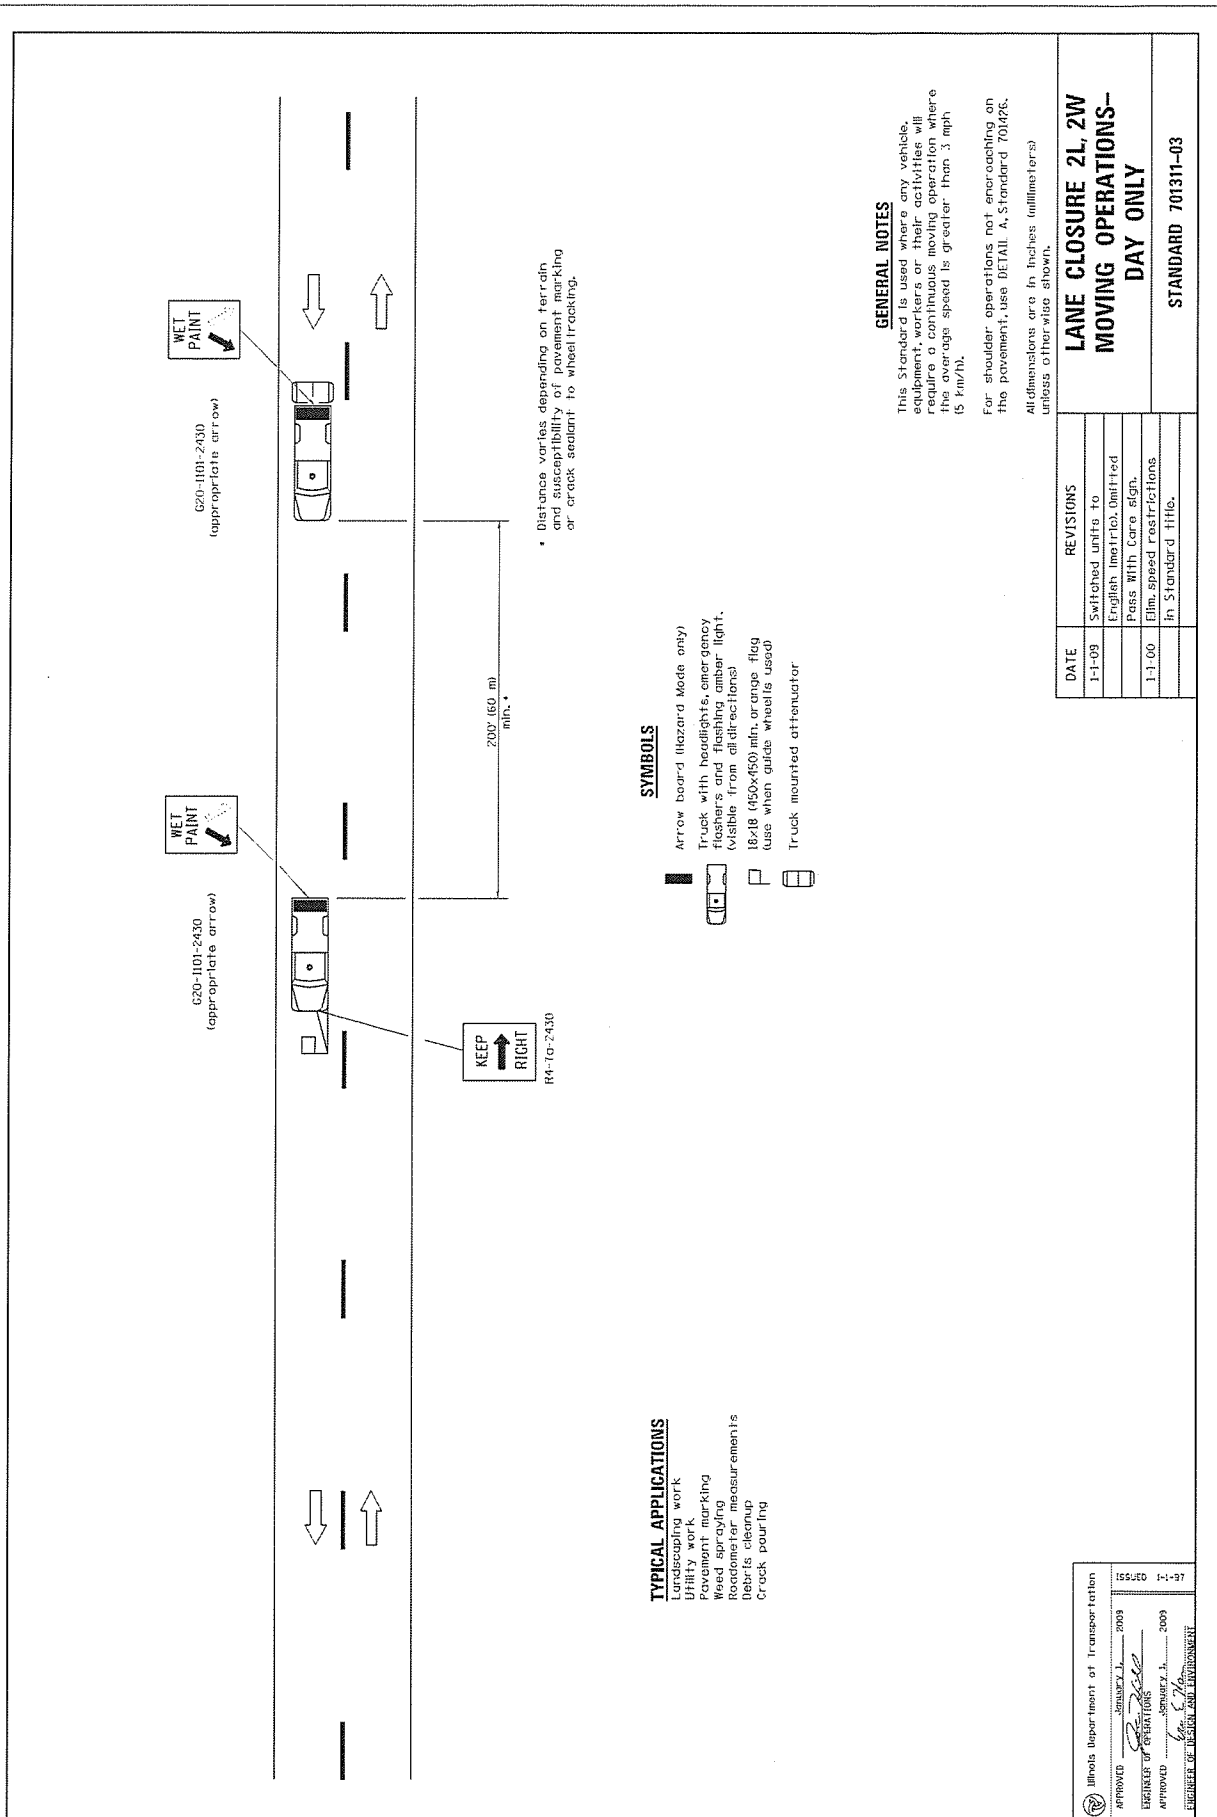 WET
PAINT
G20-I101-2430
(appropriate arrow)
WET
PAINT
G20-I101-2430
(appropriate arrow)
KEEP
RIGHT
R4-7a-2430
200' (60 m)
min. *
* Distance varies depending on terrain
and susceptibility of pavement marking
or crack sealant to wheel tracking.
TYPICAL APPLICATIONS
Landscaping work
Utility work
Pavement marking
Weed spraying
Roadometer measurements
Debris cleanup
Crack pouring
SYMBOLS
Arrow board (Hazard Mode only)
Truck with headlights, emergency
flashers and flashing amber light.
(visible from all directions)
18x18 (450x450) min. orange flag
(use when guide wheel is used)
Truck mounted attenuator
GENERAL NOTES
This Standard is used where any vehicle,
equipment, workers or their activities will
require a continuous moving operation where
the average speed is greater than 3 mph
(5 km/h).
For shoulder operations not encroaching on
the pavement, use DETAIL A, Standard 701426.
All dimensions are in inches (millimeters)
unless otherwise shown.
Illinois Department of Transportation
APPROVED January 1, 2009
ENGINEER OF OPERATIONS
APPROVED January 1, 2009
ENGINEER OF DESIGN AND ENVIRONMENT
ISSUED 1-1-97
DATE REVISIONS
1-1-09 Switched units to
English (metric). Omitted
Pass With Care sign.
1-1-00 Elim. speed restrictions
in Standard title.
LANE CLOSURE 2L, 2W
MOVING OPERATIONS–
DAY ONLY
STANDARD 701311–03